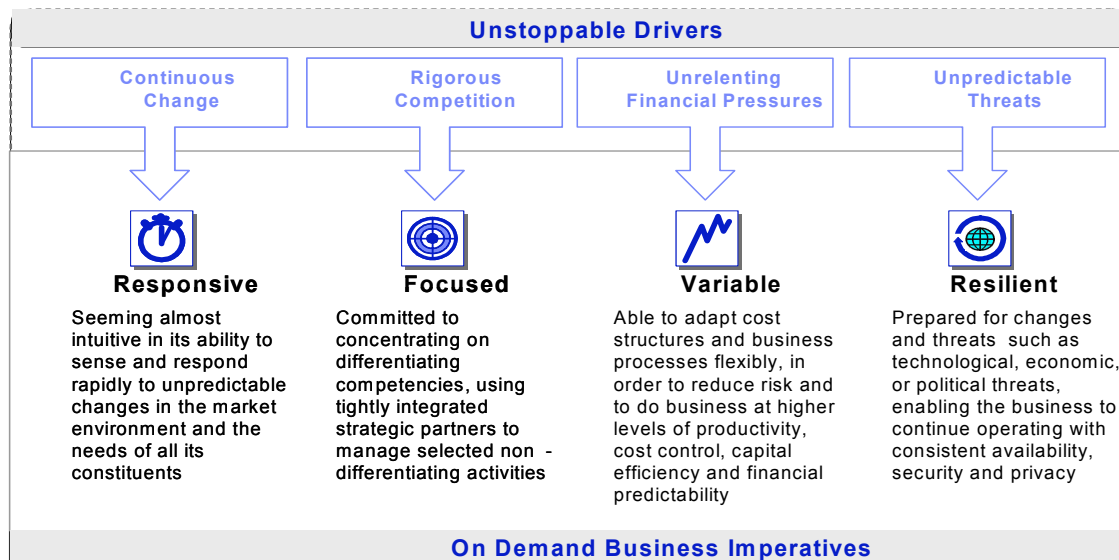 Unstoppable Drivers
Continuous
Change
Rigorous
Competition
Unrelenting
Financial Pressures
Unpredictable
Threats
Responsive
Seeming almost
intuitive in its ability to
sense and respond
rapidly to unpredictable
changes in the market
environment and the
needs of all its
constituents
Focused
Committed to
concentrating on
differentiating
competencies, using
tightly integrated
strategic partners to
manage selected non -
differentiating activities
Variable
Able to adapt cost
structures and business
processes flexibly, in
order to reduce risk and
to do business at higher
levels of productivity,
cost control, capital
efficiency and financial
predictability
Resilient
Prepared for changes
and threats such as
technological, economic,
or political threats,
enabling the business to
continue operating with
consistent availability,
security and privacy
On Demand Business Imperatives